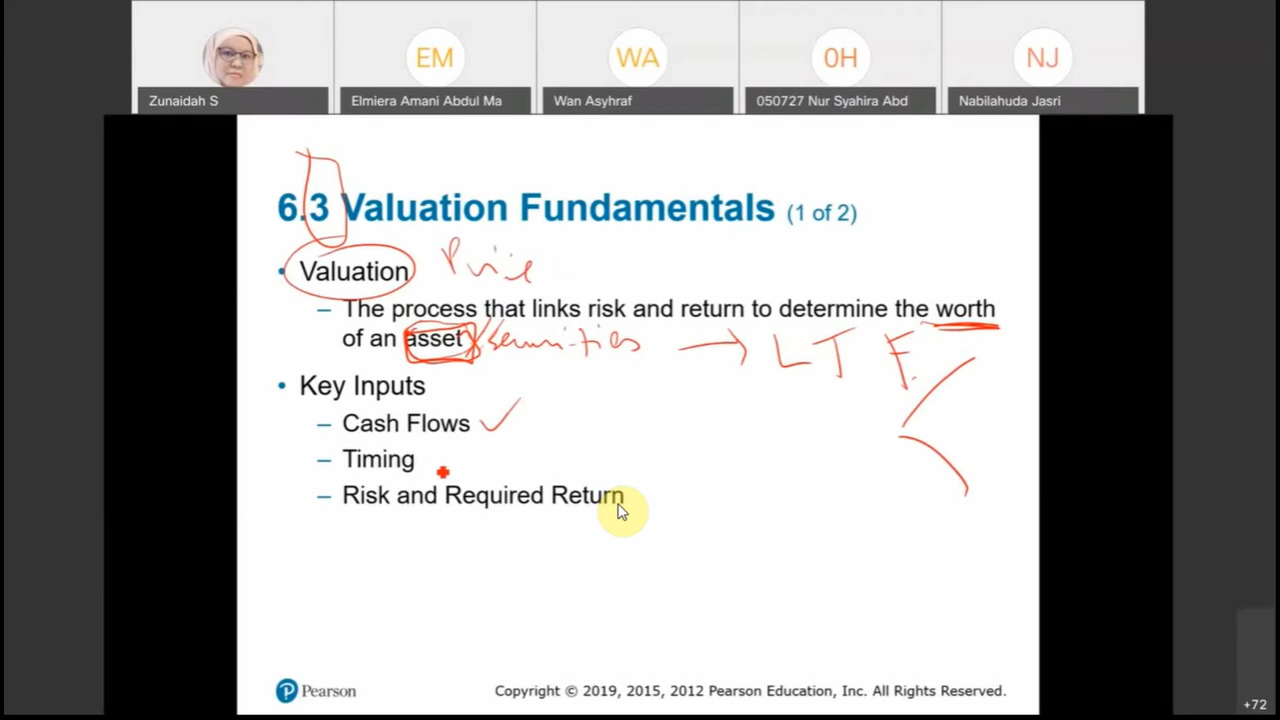 EM
WA
0H
NJ
Zunaidah S
Elmiera Amani Abdul Ma
Wan Asyhraf
050727 Nur Syahira Abd
Nabilahuda Jasri
6.3 Valuation Fundamentals (1 of 2)
• Valuation Price
– The process that links risk and return to determine the worth
of an asset /securities → LT F.
• Key Inputs
– Cash Flows ✓
– Timing
– Risk and Required Return
P Pearson
Copyright © 2019, 2015, 2012 Pearson Education, Inc. All Rights Reserved.
+72